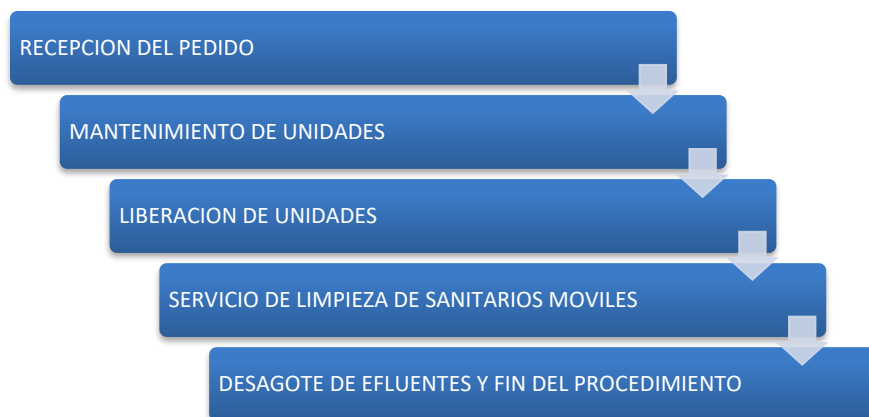 RECEPCION DEL PEDIDO
MANTENIMIENTO DE UNIDADES
LIBERACION DE UNIDADES
SERVICIO DE LIMPIEZA DE SANITARIOS MOVILES
DESAGOTE DE EFLUENTES Y FIN DEL PROCEDIMIENTO